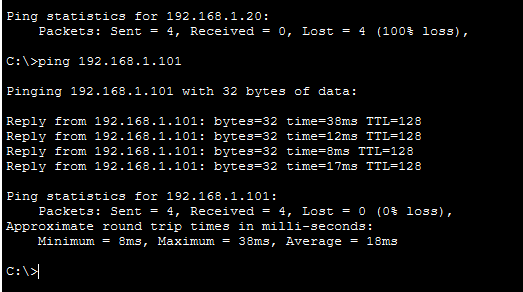 Ping statistics for 192.168.1.20:
    Packets: Sent = 4, Received = 0, Lost = 4 (100% loss),
C:\>ping 192.168.1.101
Pinging 192.168.1.101 with 32 bytes of data:
Reply from 192.168.1.101: bytes=32 time=38ms TTL=128
Reply from 192.168.1.101: bytes=32 time=12ms TTL=128
Reply from 192.168.1.101: bytes=32 time=8ms TTL=128
Reply from 192.168.1.101: bytes=32 time=17ms TTL=128
Ping statistics for 192.168.1.101:
    Packets: Sent = 4, Received = 4, Lost = 0 (0% loss),
Approximate round trip times in milli-seconds:
    Minimum = 8ms, Maximum = 38ms, Average = 18ms
C:\>